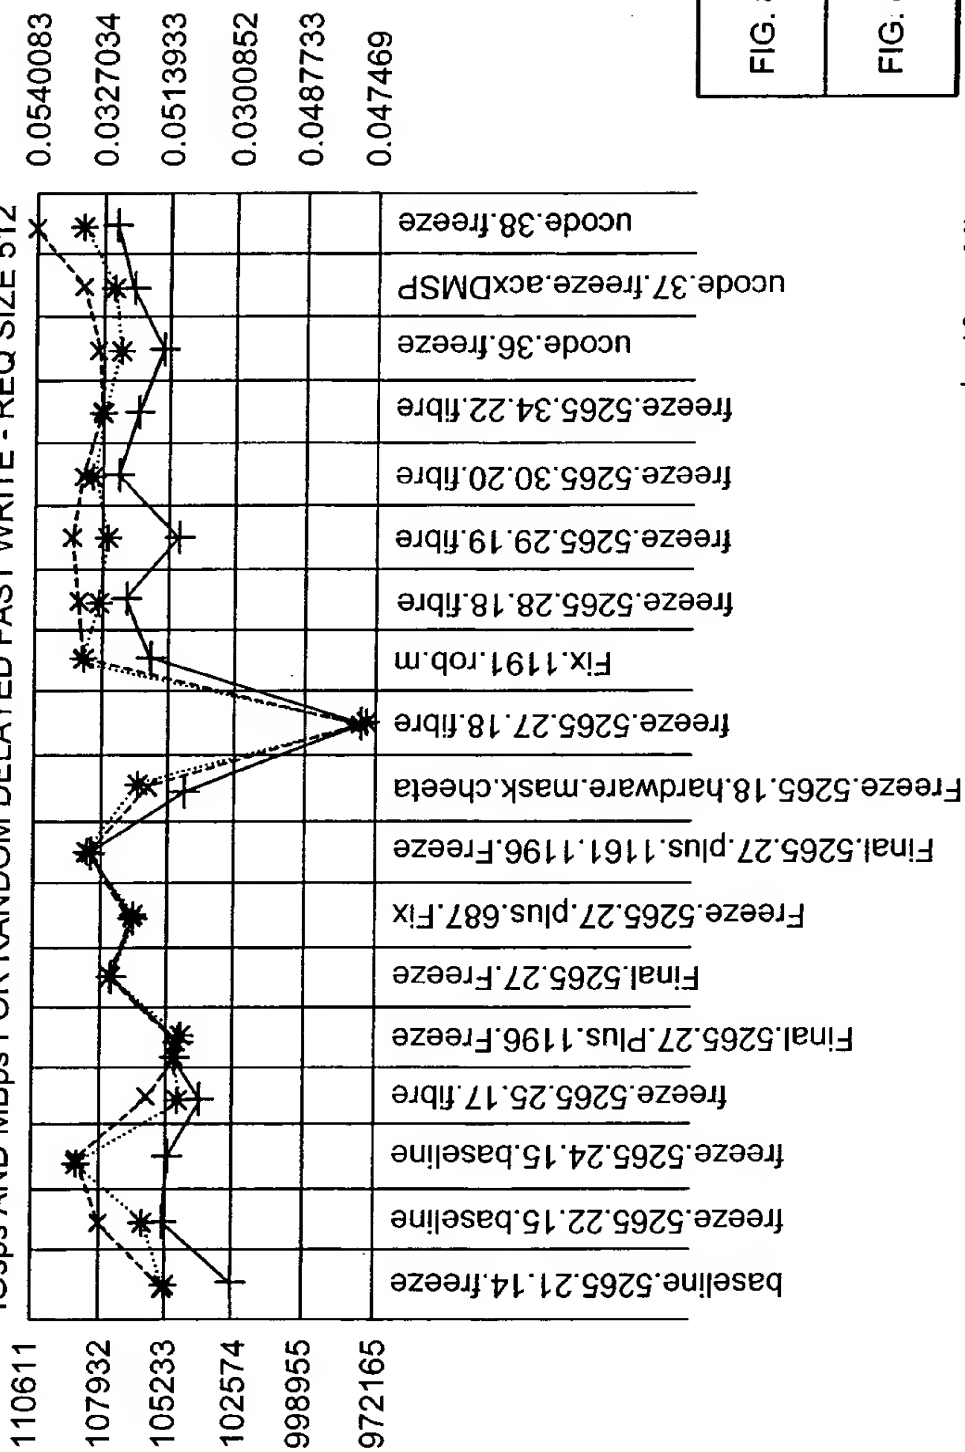 IOsps AND MBps FOR RANDOM DELAYED FAST WRITE - REQ SIZE 512
110611
107932
105233
102574
998955
972165
0.0540083
0.0327034
0.0513933
0.0300852
0.0487733
0.047469
baseline.5265.21.14.freeze
freeze.5265.22.15.baseline
freeze.5265.24.15.baseline
freeze.5265.25.17.fibre
Final.5265.27.Plus.1196.Freeze
Final.5265.27.Freeze
Freeze.5265.27.plus.687.Fix
Final.5265.27.plus.1161.1196.Freeze
Freeze.5265.18.hardware.mask.cheeta
freeze.5265.27.18.fibre
Fix.1191.rob.m
freeze.5265.28.18.fibre
freeze.5265.29.19.fibre
freeze.5265.30.20.fibre
freeze.5265.34.22.fibre
ucode.36.freeze
ucode.37.freeze.acxDMSP
ucode.38.freeze
FIG.
FIG.